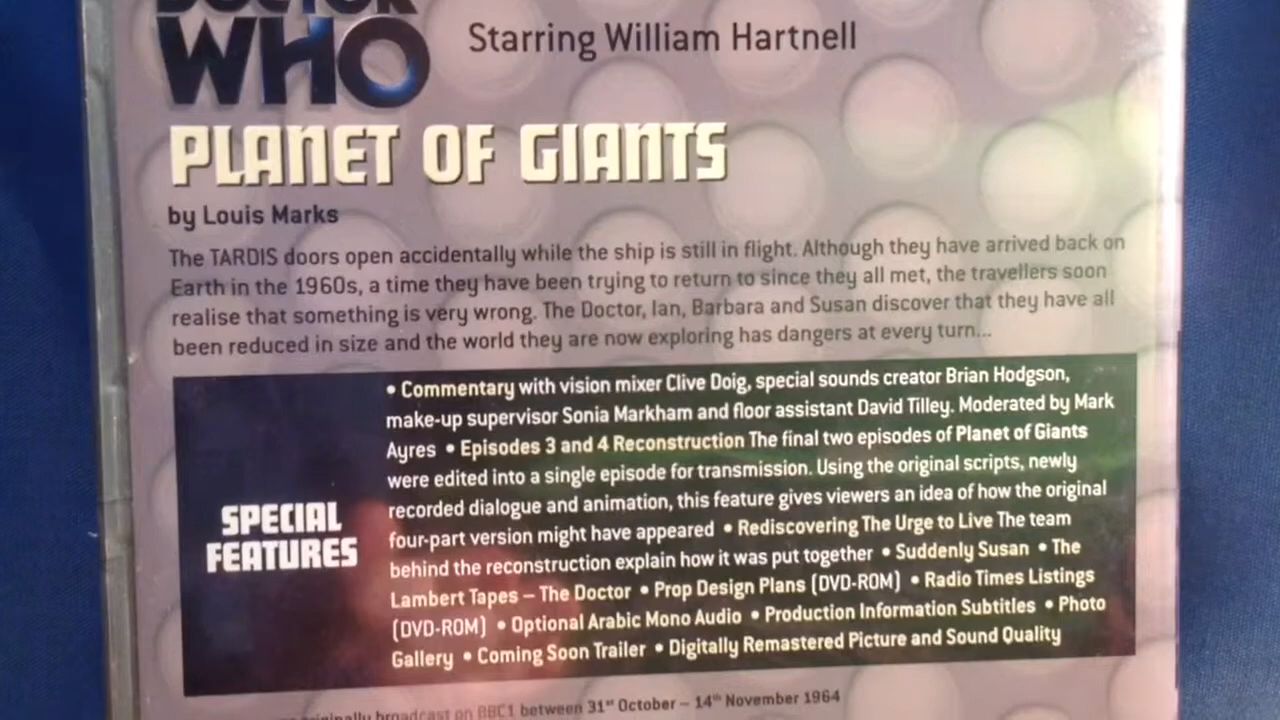 DOCTOR
WHO
Starring William Hartnell
PLANET OF GIANTS
by Louis Marks
The TARDIS doors open accidentally while the ship is still in flight. Although they have arrived back on
Earth in the 1960s, a time they have been trying to return to since they all met, the travellers soon
realise that something is very wrong. The Doctor, Ian, Barbara and Susan discover that they have all
been reduced in size and the world they are now exploring has dangers at every turn...
SPECIAL
FEATURES
• Commentary with vision mixer Clive Doig, special sounds creator Brian Hodgson,
make-up supervisor Sonia Markham and floor assistant David Tilley. Moderated by Mark
Ayres • Episodes 3 and 4 Reconstruction The final two episodes of Planet of Giants
were edited into a single episode for transmission. Using the original scripts, newly
recorded dialogue and animation, this feature gives viewers an idea of how the original
four-part version might have appeared • Rediscovering The Urge to Live The team
behind the reconstruction explain how it was put together • Suddenly Susan • The
Lambert Tapes – The Doctor • Prop Design Plans (DVD-ROM) • Radio Times Listings
(DVD-ROM) • Optional Arabic Mono Audio • Production Information Subtitles • Photo
Gallery • Coming Soon Trailer • Digitally Remastered Picture and Sound Quality
originally broadcast on BBC1 between 31st October – 14th November 1964